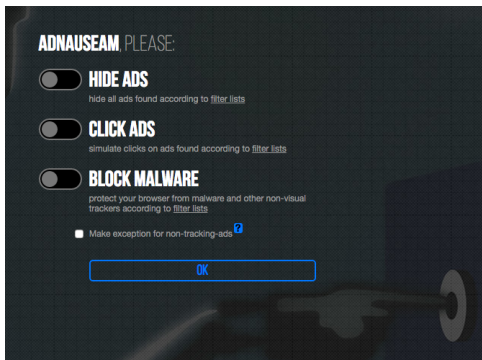 ADNAUSEAM, PLEASE:
HIDE ADS
hide all ads found according to filter lists
CLICK ADS
simulate clicks on ads found according to filter lists
BLOCK MALWARE
protect your browser from malware and other non-visual
trackers according to filter lists
Make exception for non-tracking-ads ?
OK